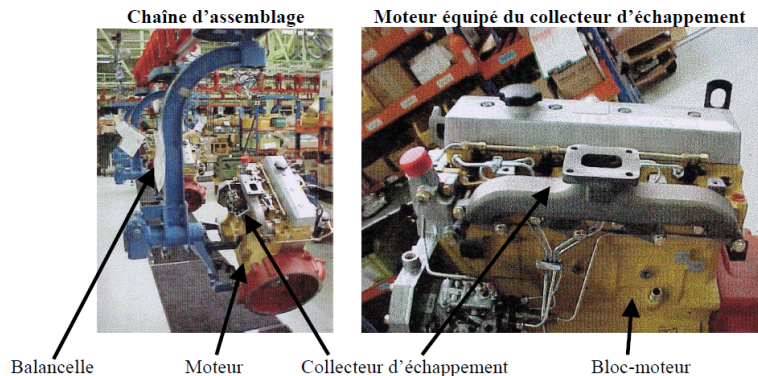 Chaîne d'assemblage
Moteur équipé du collecteur d'échappement
Balancelle
Moteur
Collecteur d'échappement
Bloc-moteur